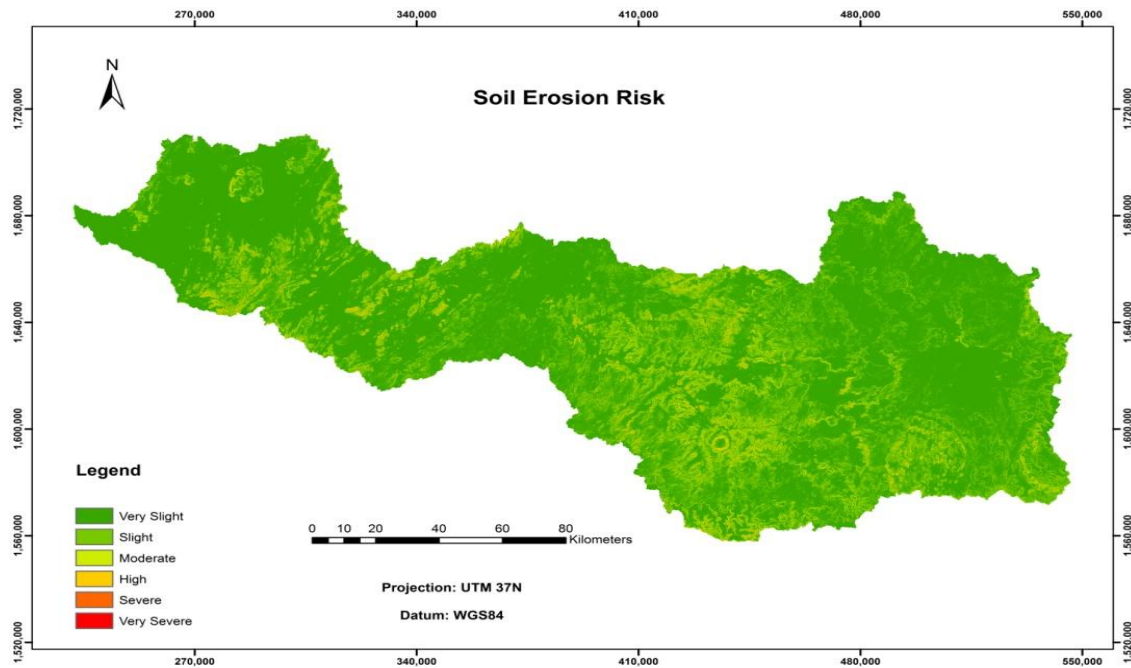 270,000 340,000 410,000 480,000 550,000
N
Soil Erosion Risk
1,720,000 1,720,000
1,680,000 1,680,000
1,640,000 1,640,000
1,600,000 1,600,000
Legend
Very Slight
Slight
Moderate
High
Severe
Very Severe
0 10 20 40 60 80
Kilometers
1,560,000 1,560,000
Projection: UTM 37N
Datum: WGS84
1,520,000 1,520,000
270,000 340,000 410,000 480,000 550,000